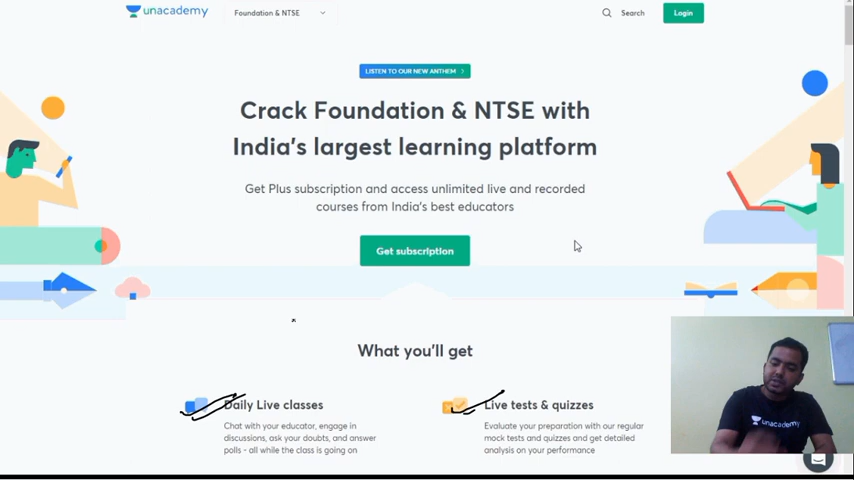 unacademy
Foundation & NTSE
Search
Login
LISTEN TO OUR NEW ANTHEM
Crack Foundation & NTSE with
India's largest learning platform
Get Plus subscription and access unlimited live and recorded
courses from India's best educators
Get subscription
What you'll get
Daily Live classes
Chat with your educator, engage in
discussions, ask your doubts, and answer
polls - all while the class is going on
Live tests & quizzes
Evaluate your preparation with our regular
mock tests and quizzes and get detailed
analysis on your performance
unacademy